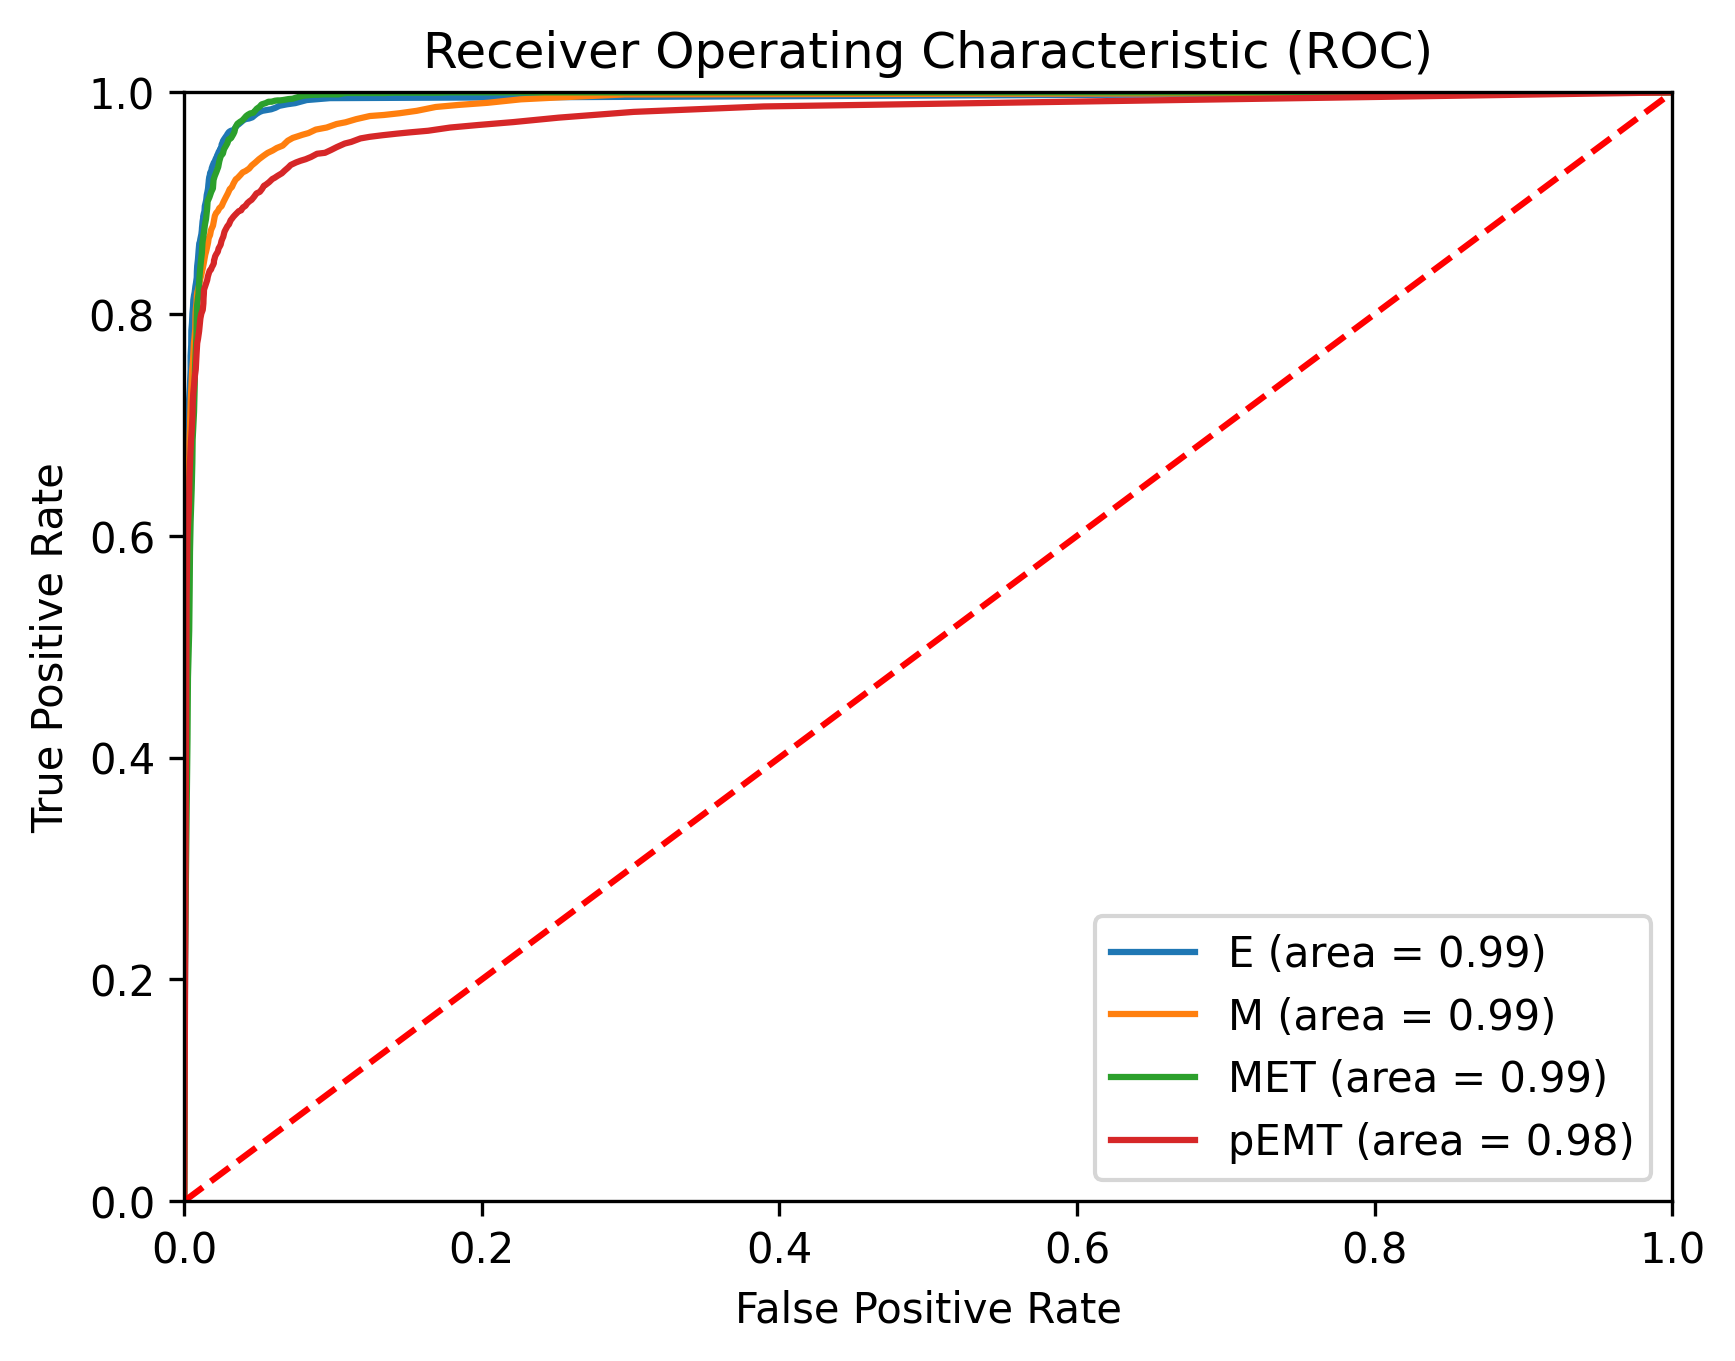 Receiver Operating Characteristic (ROC)
1.0
0.8
0.6
0.4
0.2
0.0
True Positive Rate
E (area = 0.99)
M (area = 0.99)
MET (area = 0.99)
pEMT (area = 0.98)
0.0 0.2 0.4 0.6 0.8 1.0
False Positive Rate